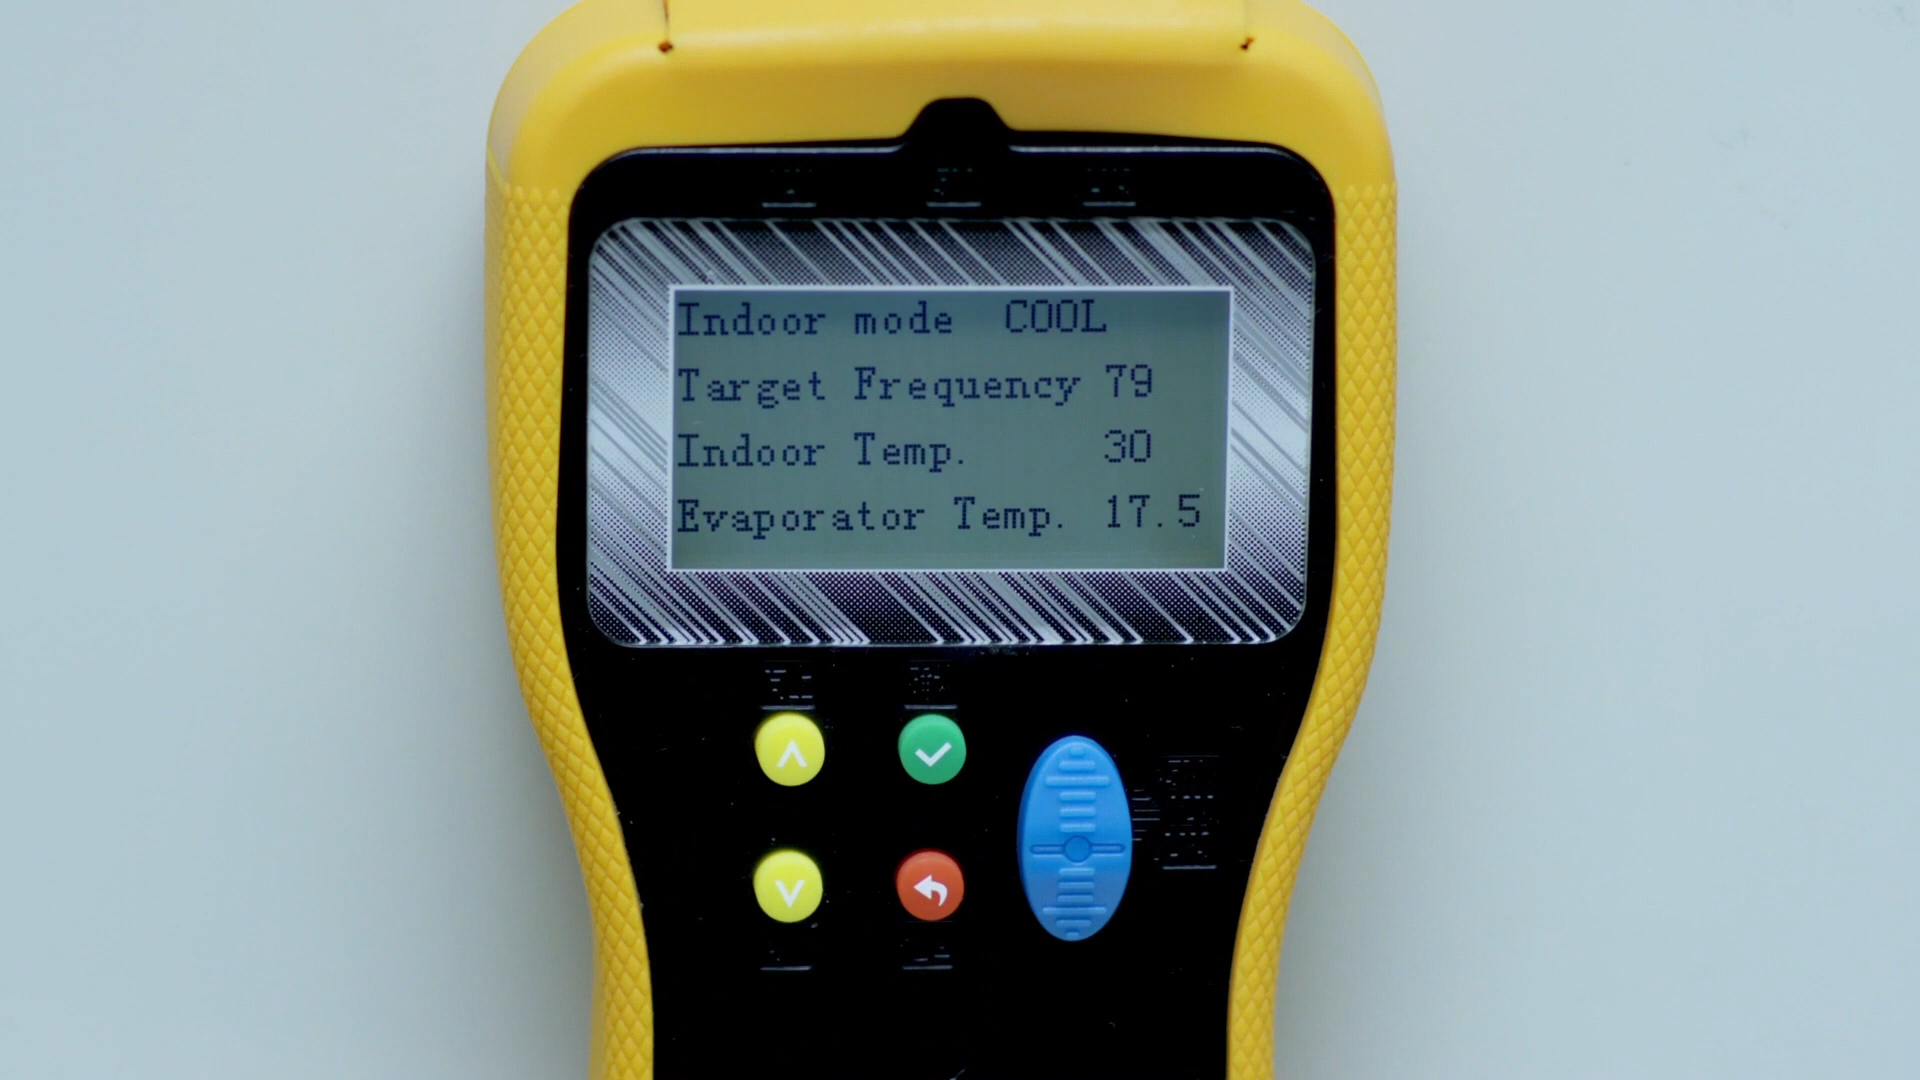 Indoor mode COOL
Target Frequency 79
Indoor Temp. 30
Evaporator Temp. 17.5